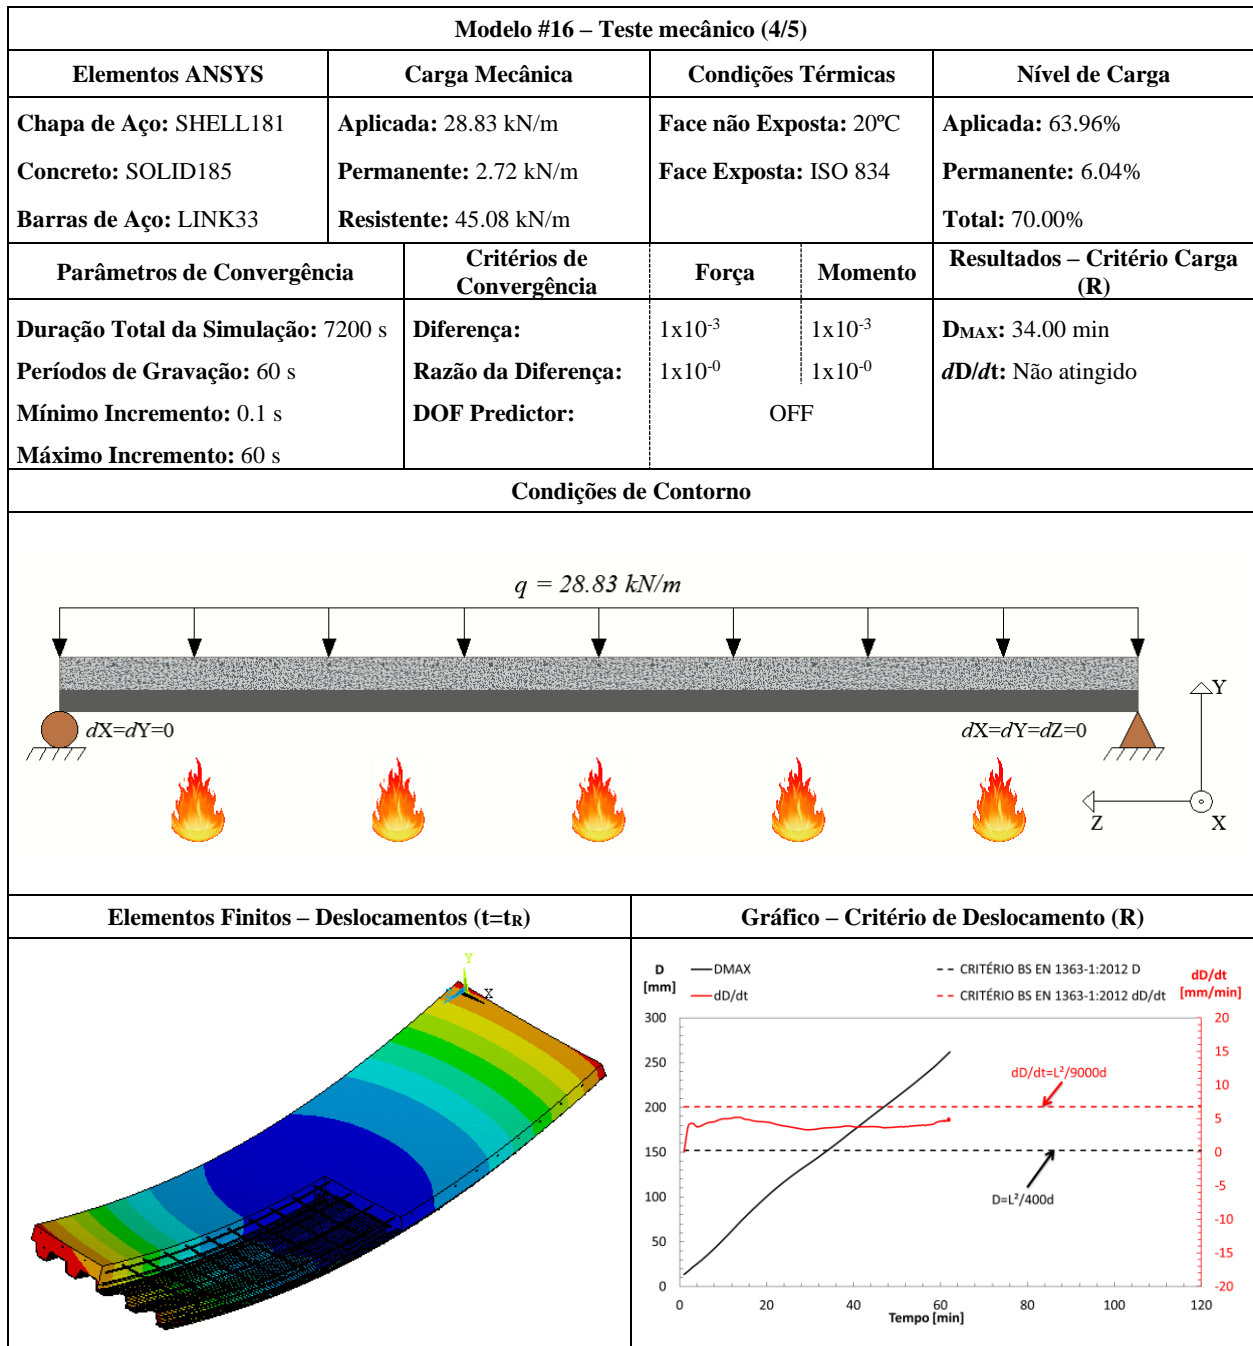 Modelo #16 – Teste mecânico (4/5)
Elementos ANSYS
Carga Mecânica
Condições Térmicas
Nível de Carga
Chapa de Aço: SHELL181
Concreto: SOLID185
Barras de Aço: LINK33
Aplicada: 28.83 kN/m
Permanente: 2.72 kN/m
Resistente: 45.08 kN/m
Face não Exposta: 20ºC
Face Exposta: ISO 834
Aplicada: 63.96%
Permanente: 6.04%
Total: 70.00%
Parâmetros de Convergência
Critérios de
Convergência
Força
Momento
Resultados – Critério Carga
(R)
Duração Total da Simulação: 7200 s
Períodos de Gravação: 60 s
Mínimo Incremento: 0.1 s
Máximo Incremento: 60 s
Diferença: 1x10-3 1x10-3
Razão da Diferença: 1x10-0 1x10-0
DOF Predictor: OFF
DMAX: 34.00 min
dD/dt: Não atingido
Condições de Contorno
q = 28.83 kN/m
dX=dY=0
dX=dY=dZ=0
Y
Z
X
Elementos Finitos – Deslocamentos (t=tR)
Y
X
Gráfico – Critério de Deslocamento (R)
D
[mm]
DMAX
dD/dt
CRITÉRIO BS EN 1363-1:2012 D
CRITÉRIO BS EN 1363-1:2012 dD/dt
dD/dt
[mm/min]
300
250
200
150
100
50
0
20
15
10
5
0
-5
-10
-15
-20
dD/dt=L²/9000d
D=L²/400d
0 20 40 60 80 100 120
Tempo [min]